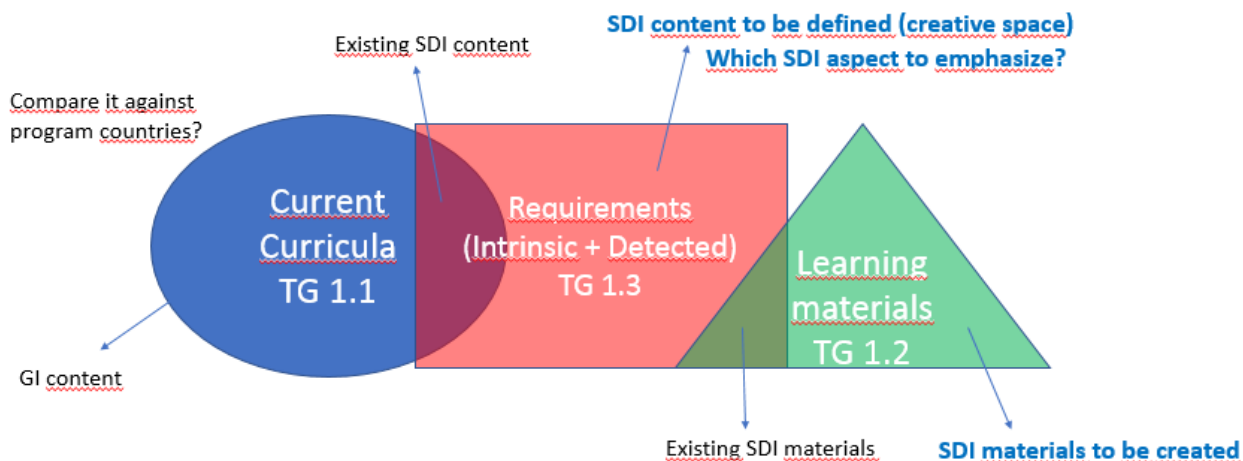 SDI content to be defined (creative space)
Which SDI aspect to emphasize?
Existing SDI content
Compare it against
program countries?
Current
Curricula
TG 1.1
Requirements
(Intrinsic + Detected)
TG 1.3
Learning
materials
TG 1.2
GI content
Existing SDI materials
SDI materials to be created